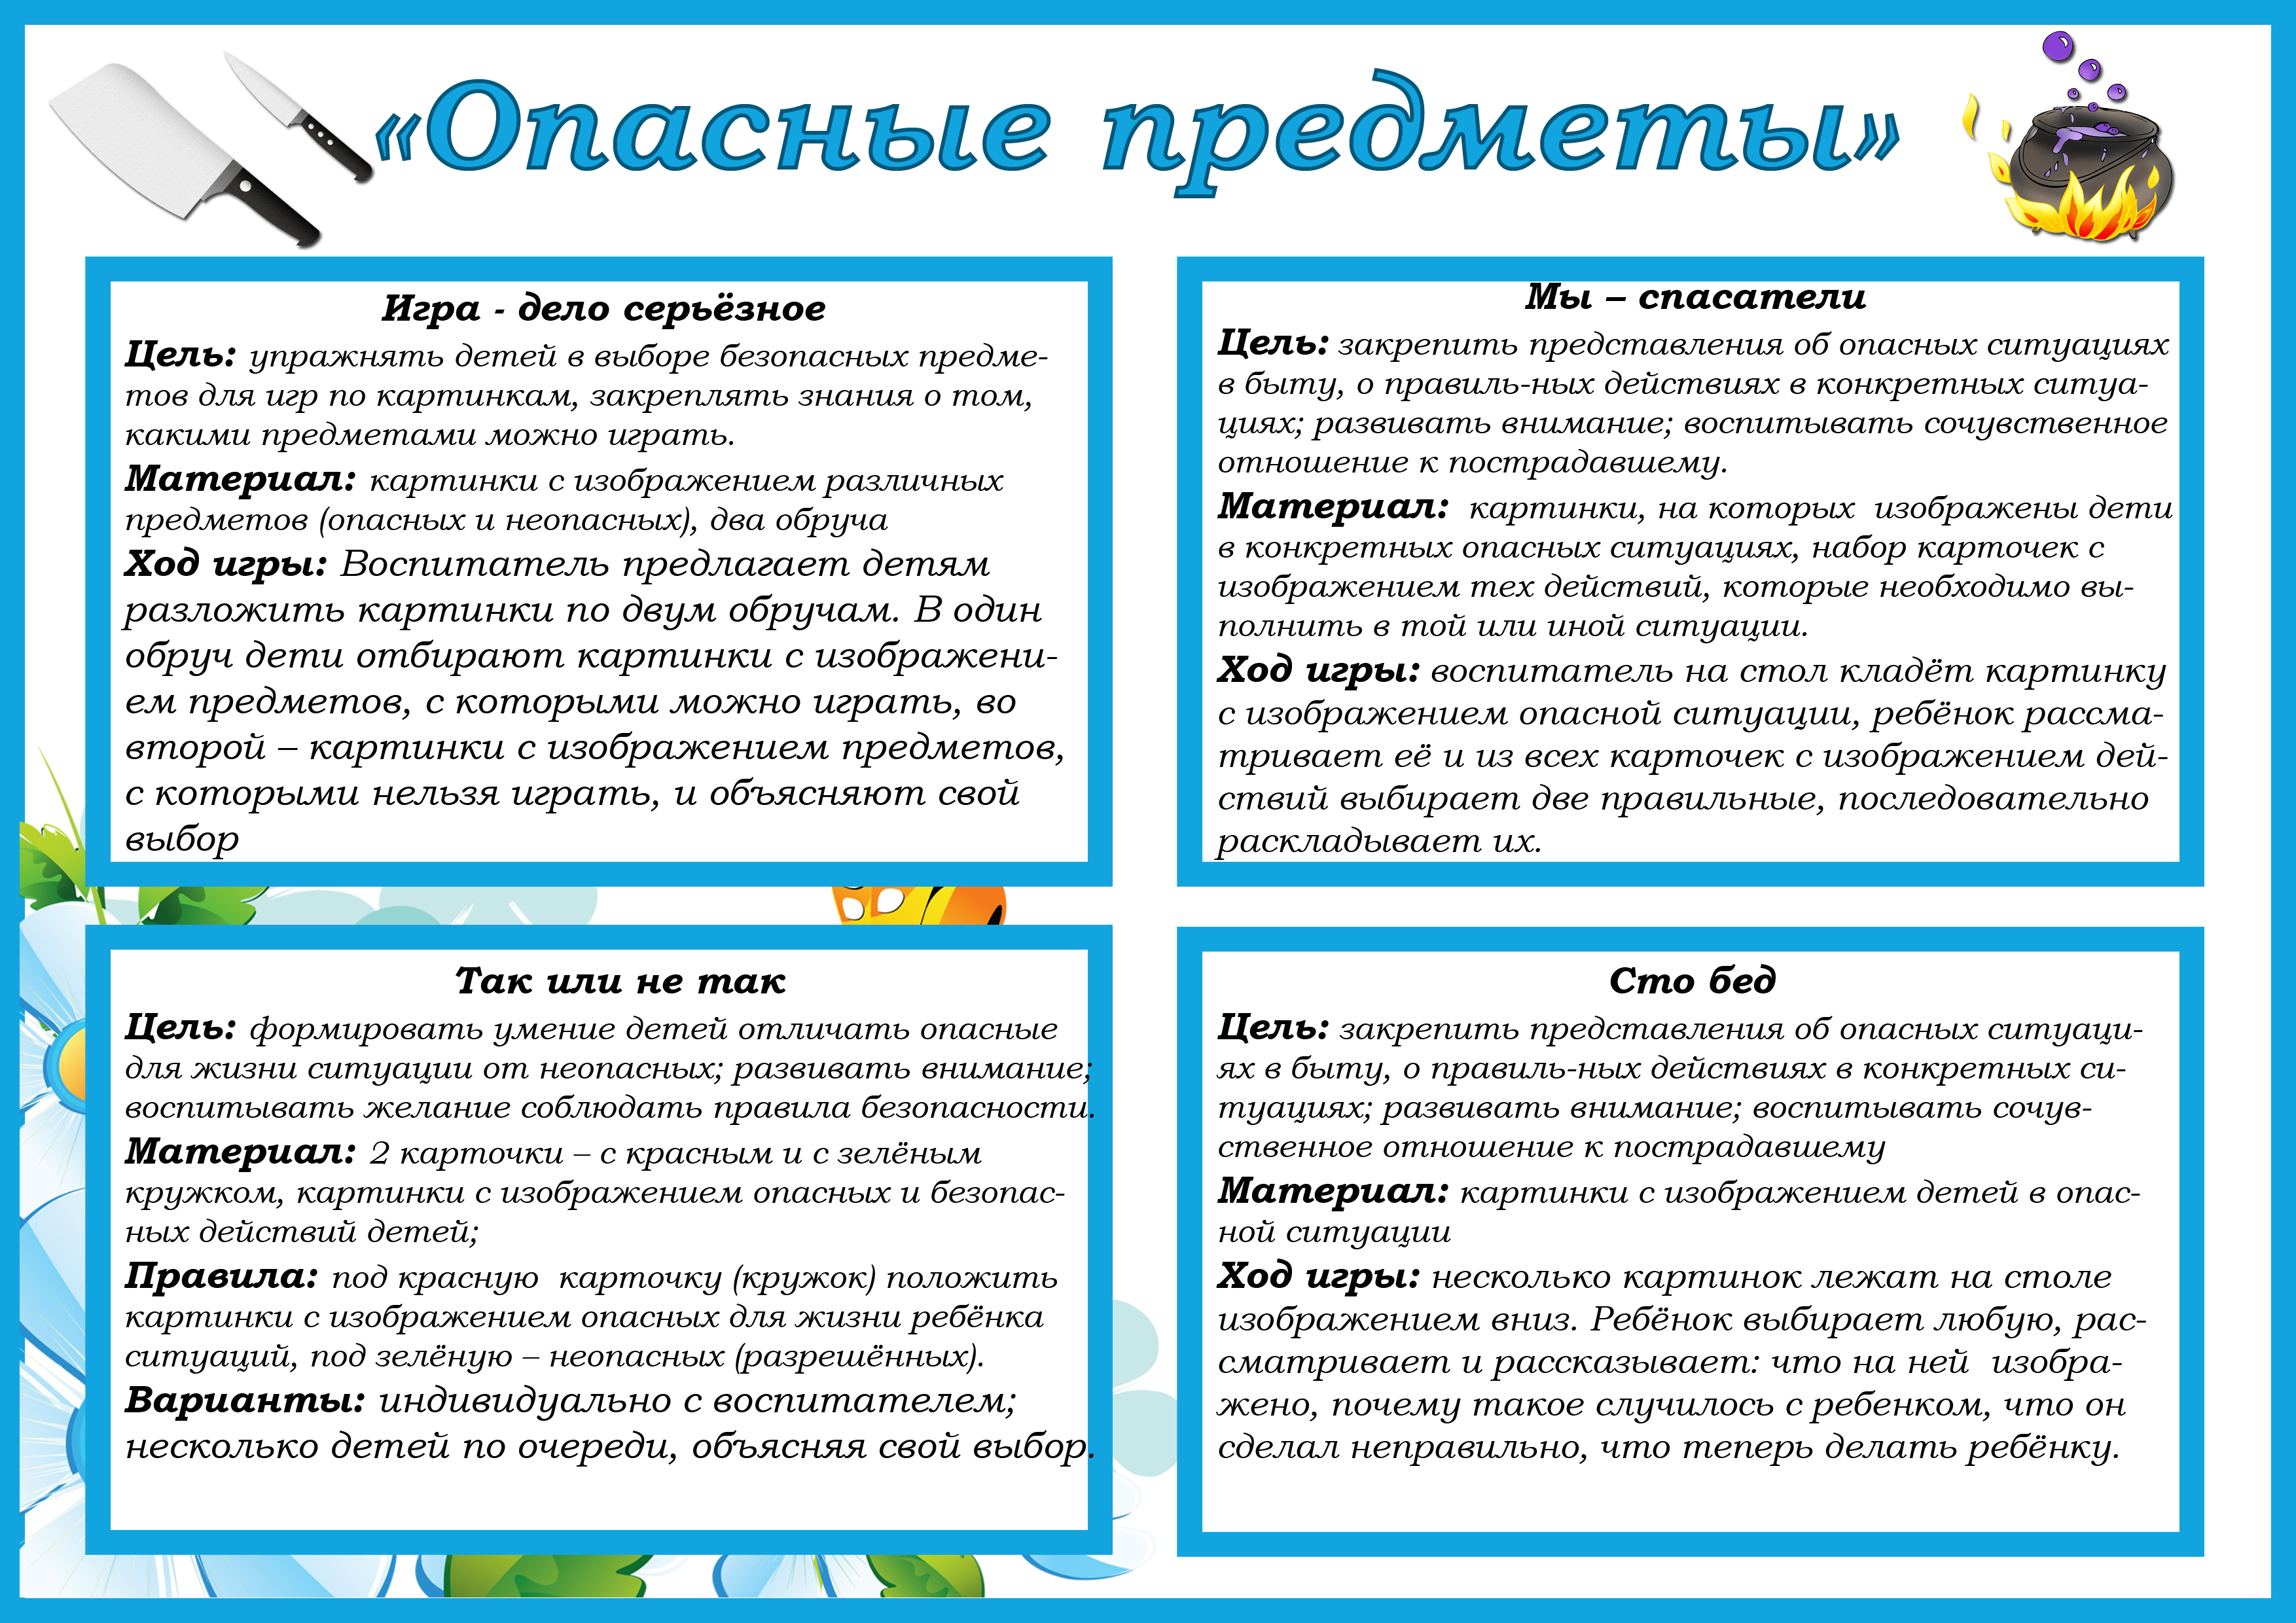 «Опасные предметы»
Игра - дело серьёзное
Цель: упражнять детей в выборе безопасных предме-
тов для игр по картинкам, закреплять знания о том,
какими предметами можно играть.
Материал: картинки с изображением различных
предметов (опасных и неопасных), два обруча
Ход игры: Воспитатель предлагает детям
разложить картинки по двум обручам. В один
обруч дети отбирают картинки с изображени-
ем предметов, с которыми можно играть, во
второй – картинки с изображением предметов,
с которыми нельзя играть, и объясняют свой
выбор
Мы – спасатели
Цель: закрепить представления об опасных ситуациях
в быту, о правиль-ных действиях в конкретных ситуа-
циях; развивать внимание; воспитывать сочувственное
отношение к пострадавшему.
Материал: картинки, на которых изображены дети
в конкретных опасных ситуациях, набор карточек с
изображением тех действий, которые необходимо вы-
полнить в той или иной ситуации.
Ход игры: воспитатель на стол кладёт картинку
с изображением опасной ситуации, ребёнок рассма-
тривает её и из всех карточек с изображением дей-
ствий выбирает две правильные, последовательно
раскладывает их.
Так или не так
Цель: формировать умение детей отличать опасные
для жизни ситуации от неопасных; развивать внимание;
воспитывать желание соблюдать правила безопасности.
Материал: 2 карточки – с красным и с зелёным
кружком, картинки с изображением опасных и безопас-
ных действий детей;
Правила: под красную карточку (кружок) положить
картинки с изображением опасных для жизни ребёнка
ситуаций, под зелёную – неопасных (разрешённых).
Варианты: индивидуально с воспитателем;
несколько детей по очереди, объясняя свой выбор.
Сто бед
Цель: закрепить представления об опасных ситуаци-
ях в быту, о правиль-ных действиях в конкретных си-
туациях; развивать внимание; воспитывать сочув-
ственное отношение к пострадавшему
Материал: картинки с изображением детей в опас-
ной ситуации
Ход игры: несколько картинок лежат на столе
изображением вниз. Ребёнок выбирает любую, рас-
сматривает и рассказывает: что на ней изобра-
жено, почему такое случилось с ребенком, что он
сделал неправильно, что теперь делать ребёнку.